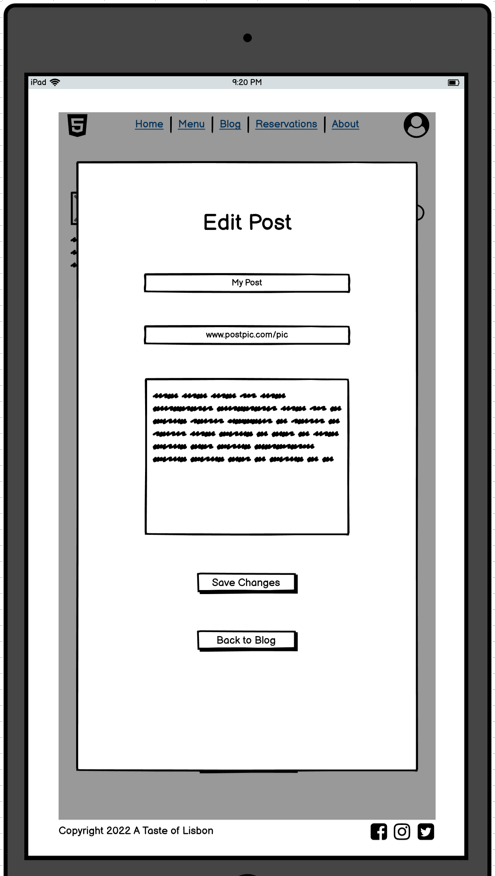 iPad 9:20 PM
5
Home Menu Blog Reservations About
Edit Post
My Post
www.postpic.com/pic
Save Changes
Back to Blog
Copyright 2022 A Taste of Lisbon